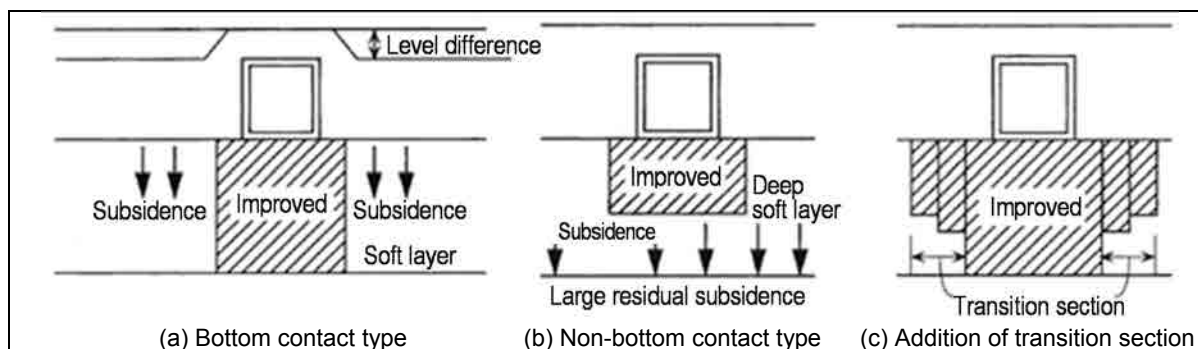 Level difference
Improved
Subsidence
Subsidence
Soft layer
(a) Bottom contact type
Improved
Deep
soft layer
Subsidence
Large residual subsidence
(b) Non-bottom contact type
Improved
Transition section
(c) Addition of transition section